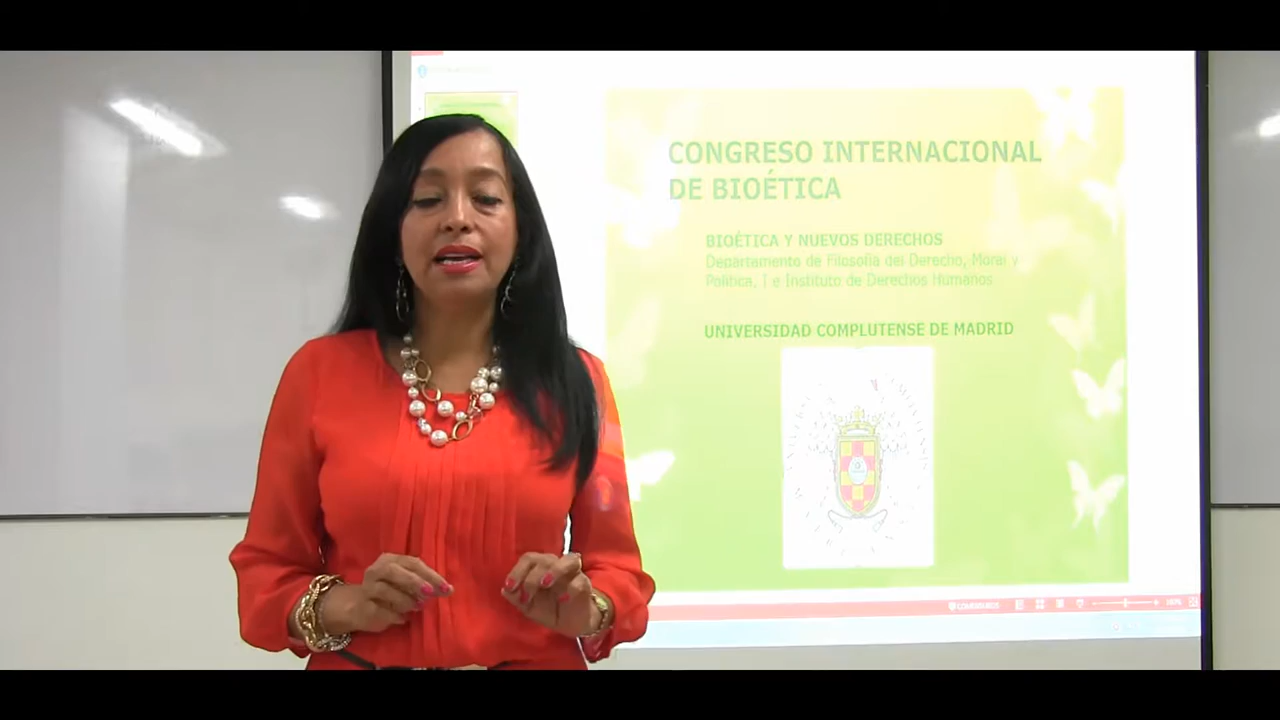 CONGRESO INTERNACIONAL
DE BIOÉTICA
BIOÉTICA Y NUEVOS DERECHOS
Departamento de Filosofía del Derecho, Moral y
Política, I e Instituto de Derechos Humanos
UNIVERSIDAD COMPLUTENSE DE MADRID
COMENTARIOS